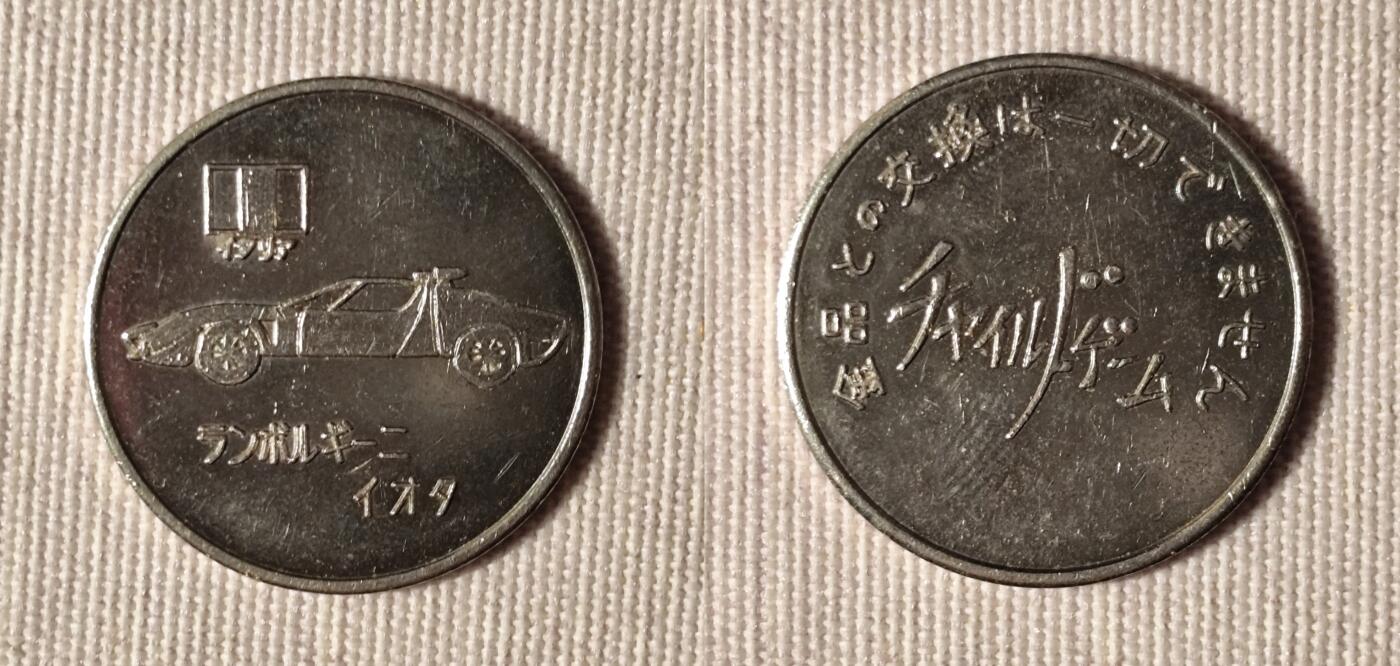 イタリア
ランボルギーニ
イオタ
金品との交換は一切できません
チャイルドゲーム